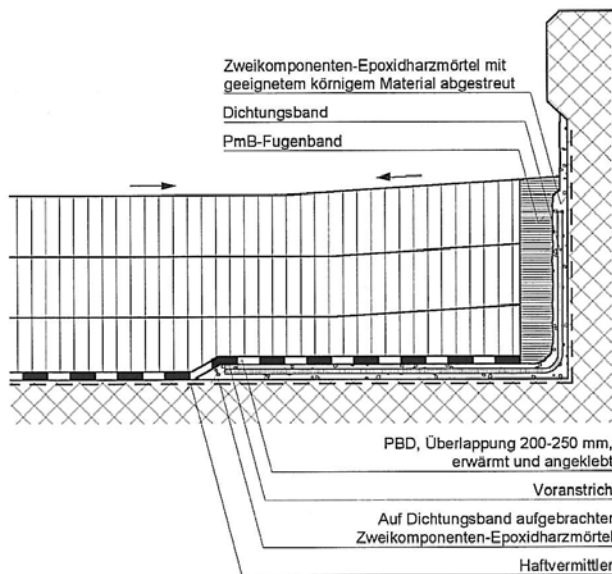 Zweikomponenten-Epoxidharzmörtel mit
geeignetem körnigem Material abgestreut
Dichtungsband
PmB-Fugenband
PBD, Überlappung 200-250 mm,
erwärmt und angeklebt
Voranstrich
Auf Dichtungsband aufgebrachter
Zweikomponenten-Epoxidharzmörtel
Haftvermittler